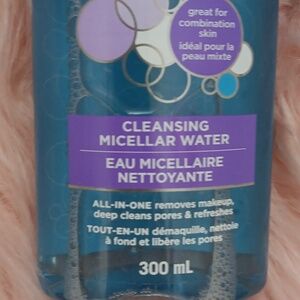 great for
combination
skin
idéal pour la
peau mixte
CLEANSING
MICELLAR WATER
EAU MICELLAIRE
NETTOYANTE
ALL-IN-ONE removes makeup,
deep cleans pores & refreshes
TOUT-EN-UN démaquille, nettoie
à fond et libère les pores
300 mL